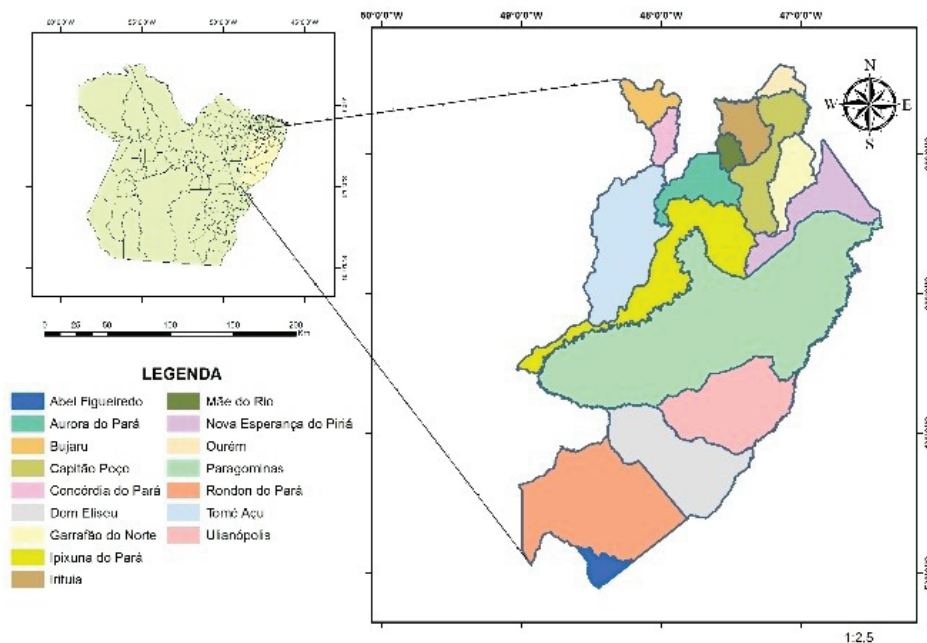 50°0'0"W 49°0'0"W 48°0'0"W 47°0'0"W
N
W E
S
0 25 50 100 150 200
Km
LEGENDA
Abel Figueiredo
Aurora do Pará
Bujaru
Capitão Poço
Concórdia do Pará
Dom Eliseu
Garrafão do Norte
Ipixuna do Pará
Irituia
Mãe do Rio
Nova Esperança do Piriá
Ourém
Paragominas
Rondon do Pará
Tomé Açu
Ulianópolis
1:2,5